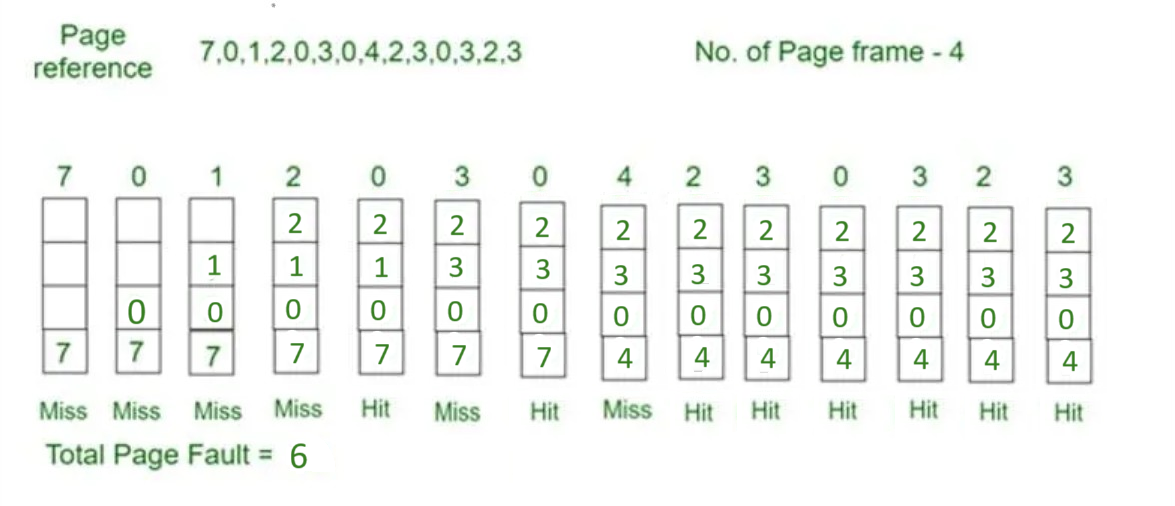 Page reference
7,0,1,2,0,3,0,4,2,3,0,3,2,3
No. of Page frame - 4
7 0 1 2 0 3 0 4 2 3 0 3 2 3
2 2 2 2 2 2 2 2 2 2 2
1 1 1 3 3 3 3 3 3 3 3 3
0 0 0 0 0 0 0 0 0 0 0 0 0
7 7 7 7 7 7 7 4 4 4 4 4 4 4
Miss Miss Miss Miss Hit Miss Hit Miss Hit Hit Hit Hit Hit Hit
Total Page Fault = 6